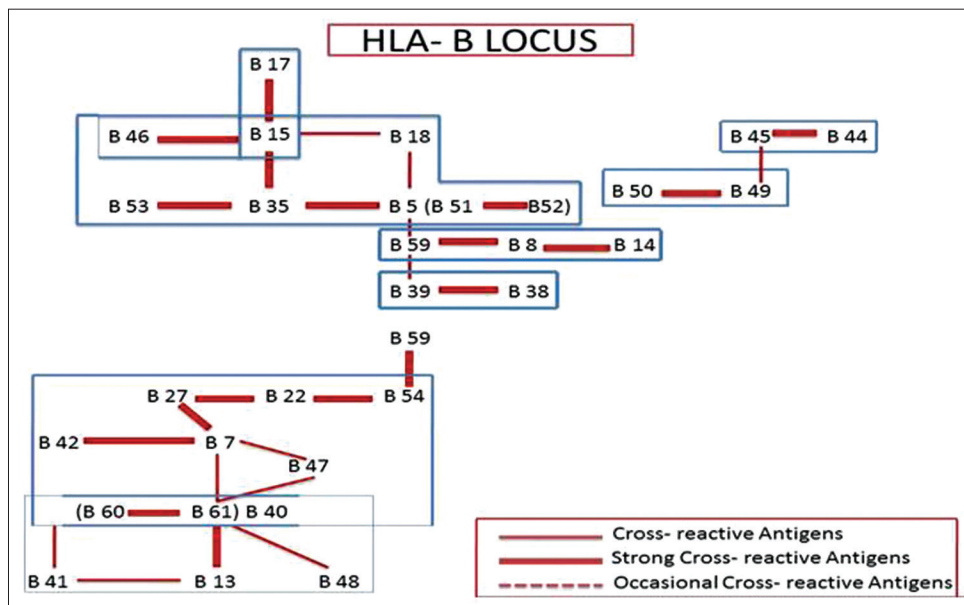 HLA- B LOCUS
B 17
B 46 B 15 B 18
B 45 B 44
B 53 B 35 B 5 (B 51 B52)
B 50 B 49
B 59 B 8 B 14
B 39 B 38
B 59
B 27 B 22 B 54
B 42 B 7
B 47
(B 60 B 61) B 40
B 41 B 13 B 48
Cross- reactive Antigens
Strong Cross- reactive Antigens
Occasional Cross- reactive Antigens